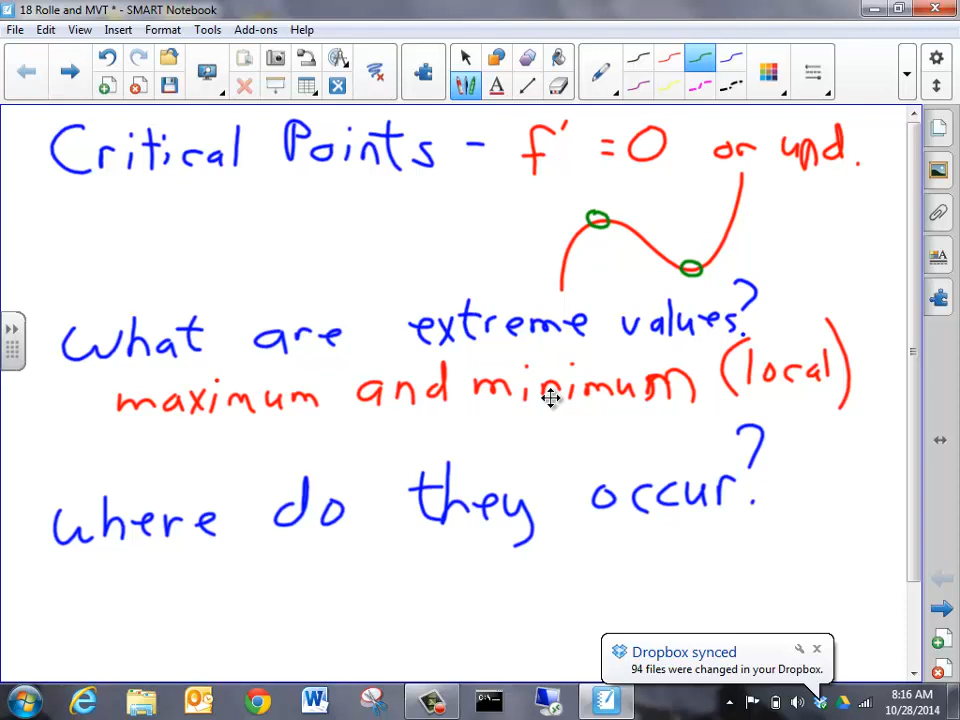 18 Rolle and MVT * - SMART Notebook
File Edit View Insert Format Tools Add-ons Help
Critical Points - f' = 0 or und.
What are extreme values?
maximum and minimum (local)
where do they occur?
Dropbox synced
94 files were changed in your Dropbox.
8:16 AM
10/28/2014